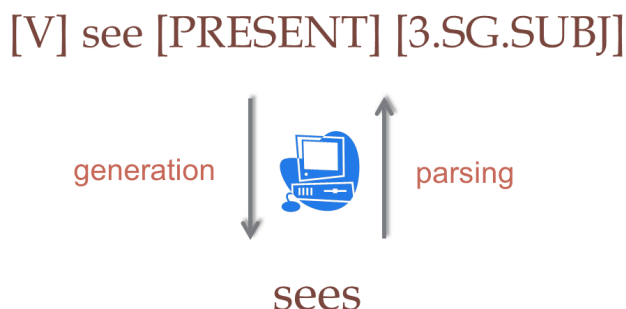 [V] see [PRESENT] [3.SG.SUBJ]
generation
parsing
sees